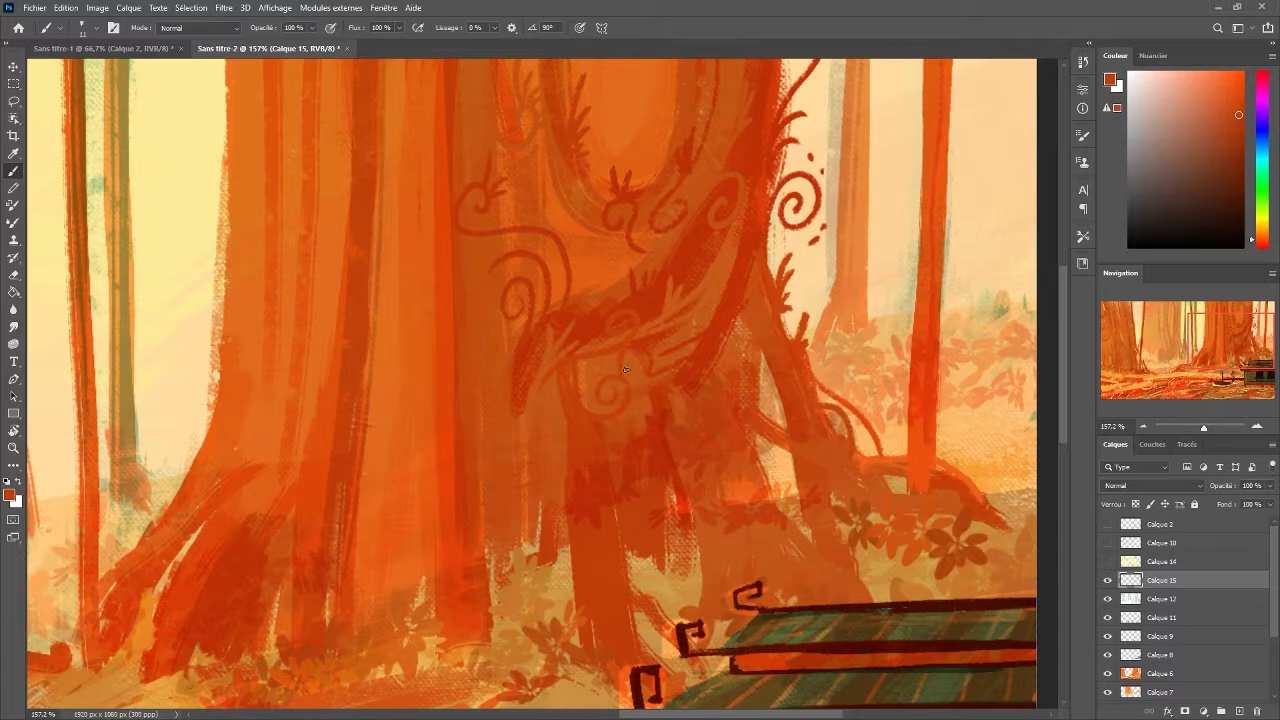 Fichier Edition Image Calque Texte Sélection Filtre 3D Affichage Modules externes Fenêtre Aide
11 Mode : Normal Opacité : 100 % Flux : 100 % Lissage : 0 % 90°
Sans titre-1 @ 66,7% (Calque 2, RVB/8) * × Sans titre-2 @ 157% (Calque 15, RVB/8) * ×
Couleur Nuancier
Navigation
157,2 %
Calques Couches Tracés
Type
Normal Opacité : 100 %
Verrou : Fond : 100 %
Calque 2
Calque 10
Calque 14
Calque 15
Calque 12
Calque 11
Calque 9
Calque 8
Calque 6
Calque 7
157,2 % 1920 px x 1080 px (300 ppp)